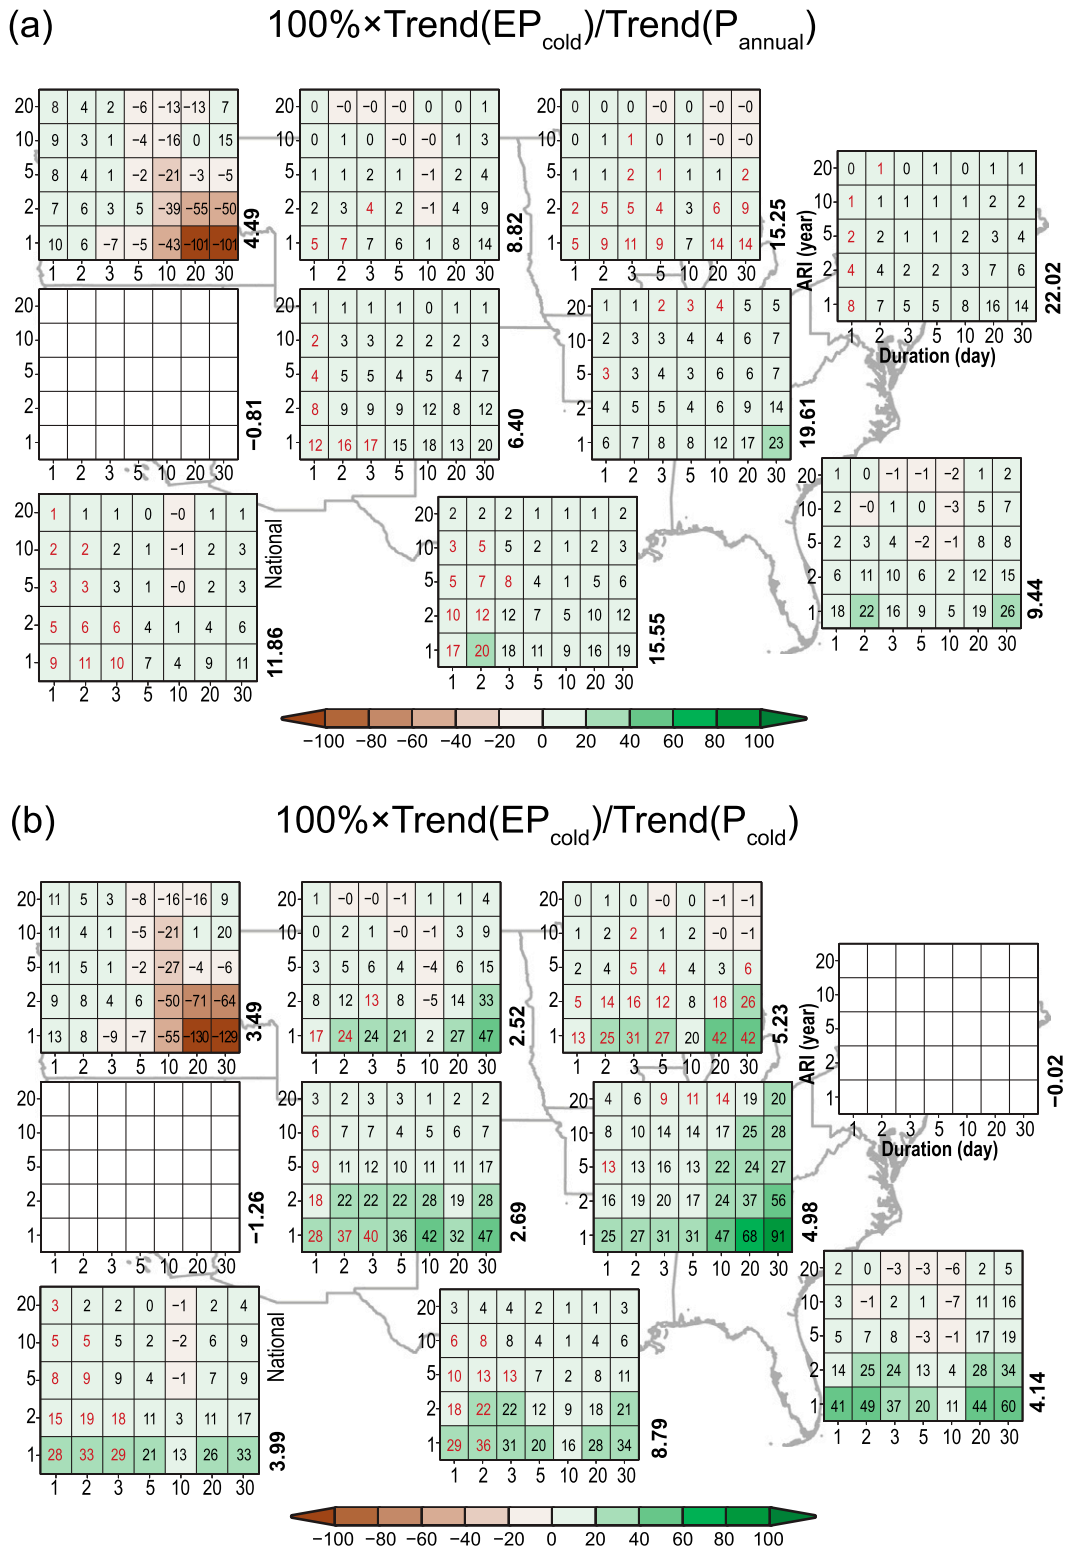 (a) 100%×Trend(EPcold)/Trend(Pannual)
20 8 4 2 −6 −13 −13 7
10 9 3 1 −4 −16 0 15
5 8 4 1 −2 −21 −3 −5
2 7 6 3 5 −39 −55 −50
1 10 6 −7 −5 −43 −101 −101
1 2 3 5 10 20 30
4.49
20 0 −0 −0 −0 0 0 1
10 0 1 0 −0 −0 1 3
5 1 1 2 1 −1 2 4
2 2 3 4 2 −1 4 9
1 5 7 7 6 1 8 14
1 2 3 5 10 20 30
8.82
20 0 0 0 −0 0 −0 −0
10 0 1 1 0 1 −0 −0
5 1 1 2 1 1 1 2
2 2 5 5 4 3 6 9
1 5 9 11 9 7 14 14
1 2 3 5 10 20 30
15.25
ARI (year)
20 0 1 0 1 0 1 1
10 1 1 1 1 1 2 2
5 2 2 1 1 2 3 4
2 4 4 2 2 3 7 6
1 8 7 5 5 8 16 14
1 2 3 5 10 20 30
Duration (day)
22.02
20
10
5
2
1
1 2 3 5 10 20 30
−0.81
20 1 1 1 1 0 1 1
10 2 3 3 2 2 2 3
5 4 5 5 4 5 4 7
2 8 9 9 9 12 8 12
1 12 16 17 15 18 13 20
1 2 3 5 10 20 30
6.40
20 1 1 2 3 4 5 5
10 2 3 3 4 4 6 7
5 3 3 4 3 6 6 7
2 4 5 5 4 6 9 14
1 6 7 8 8 12 17 23
1 2 3 5 10 20 30
19.61
20 1 0 −1 −1 −2 1 2
10 2 −0 1 0 −3 5 7
5 2 3 4 −2 −1 8 8
2 6 11 10 6 2 12 15
1 18 22 16 9 5 19 26
1 2 3 5 10 20 30
9.44
20 1 1 1 0 −0 1 1
10 2 2 2 1 −1 2 3
5 3 3 3 1 −0 2 3
2 5 6 6 4 1 4 6
1 9 11 10 7 4 9 11
1 2 3 5 10 20 30
National
11.86
20 2 2 2 1 1 1 2
10 3 5 5 2 1 2 3
5 5 7 8 4 1 5 6
2 10 12 12 7 5 10 12
1 17 20 18 11 9 16 19
1 2 3 5 10 20 30
15.55
−100 −80 −60 −40 −20 0 20 40 60 80 100
(b) 100%×Trend(EPcold)/Trend(Pcold)
20 11 5 3 −8 −16 −16 9
10 11 4 1 −5 −21 1 20
5 11 5 1 −2 −27 −4 −6
2 9 8 4 6 −50 −71 −64
1 13 8 −9 −7 −55 −130 −129
1 2 3 5 10 20 30
3.49
20 1 −0 −0 −1 1 1 4
10 0 2 1 −0 −1 3 9
5 3 5 6 4 −4 6 15
2 8 12 13 8 −5 14 33
1 17 24 24 21 2 27 47
1 2 3 5 10 20 30
2.52
20 0 1 0 −0 0 −1 −1
10 1 2 2 1 2 −0 −1
5 2 4 5 4 4 3 6
2 5 14 16 12 8 18 26
1 13 25 31 27 20 42 42
1 2 3 5 10 20 30
5.23
ARI (year)
20
10
5
2
1
1 2 3 5 10 20 30
Duration (day)
−0.02
20
10
5
2
1
1 2 3 5 10 20 30
−1.26
20 3 2 3 3 1 2 2
10 6 7 7 4 5 6 7
5 9 11 12 10 11 11 17
2 18 22 22 22 28 19 28
1 28 37 40 36 42 32 47
1 2 3 5 10 20 30
2.69
20 4 6 9 11 14 19 20
10 8 10 14 14 17 25 28
5 13 13 16 13 22 24 27
2 16 19 20 17 24 37 56
1 25 27 31 31 47 68 91
1 2 3 5 10 20 30
4.98
20 2 0 −3 −3 −6 2 5
10 3 −1 2 1 −7 11 16
5 5 7 8 −3 −1 17 19
2 14 25 24 13 4 28 34
1 41 49 37 20 11 44 60
1 2 3 5 10 20 30
4.14
20 3 2 2 0 −1 2 4
10 5 5 5 2 −2 6 9
5 8 9 9 4 −1 7 9
2 15 19 18 11 3 11 17
1 28 33 29 21 13 26 33
1 2 3 5 10 20 30
National
3.99
20 3 4 4 2 1 1 3
10 6 8 8 4 1 4 6
5 10 13 13 7 2 8 11
2 18 22 22 12 9 18 21
1 29 36 31 20 16 28 34
1 2 3 5 10 20 30
8.79
−100 −80 −60 −40 −20 0 20 40 60 80 100